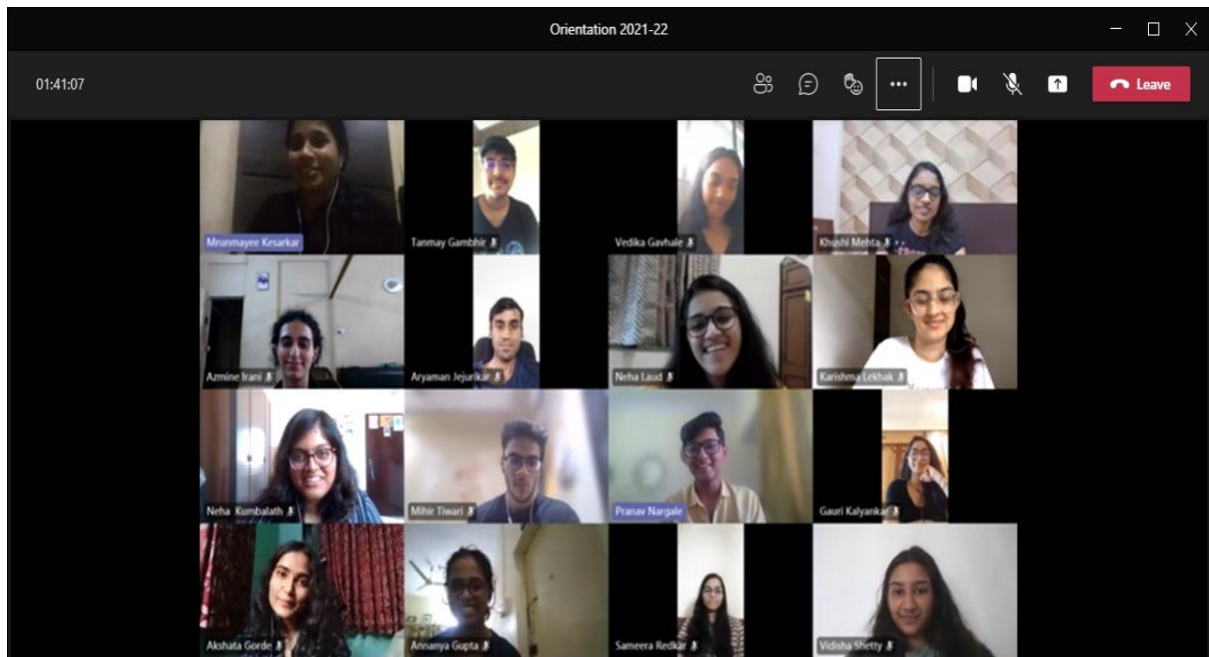 Orientation 2021-22
01:41:07
Leave
Mrunmayee Kesarkar
Tanmay Gambhir
Vedika Gavhale
Khushi Mehta
Azmine Irani
Aryaman Jejurikar
Neha Laud
Karishma Lekhak
Neha Kumbalath
Mihir Tiwari
Pranav Nargale
Gauri Kalyankar
Akshata Gorde
Annanya Gupta
Sameera Redkar
Vidisha Shetty